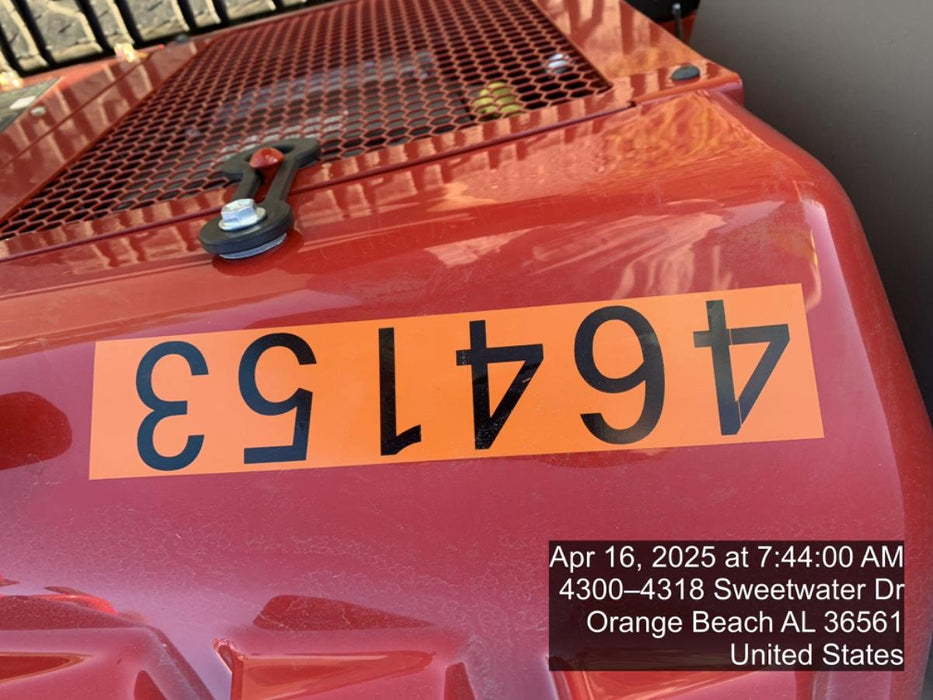 464153
Apr 16, 2025 at 7:44:00 AM
4300–4318 Sweetwater Dr
Orange Beach AL 36561
United States